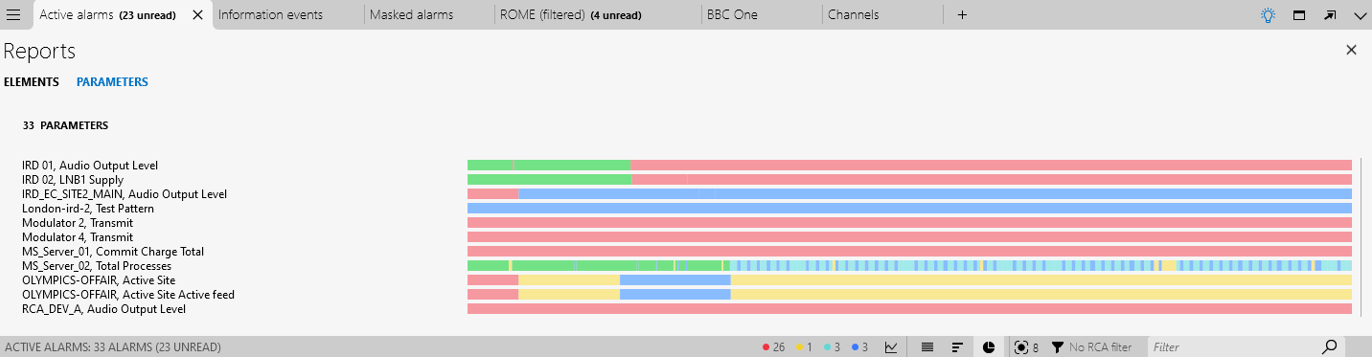 Active alarms (23 unread) Information events Masked alarms ROME (filtered) (4 unread) BBC One Channels
Reports
ELEMENTS PARAMETERS
33 PARAMETERS
IRD 01, Audio Output Level
IRD 02, LNB1 Supply
IRD_EC_SITE2_MAIN, Audio Output Level
London-ird-2, Test Pattern
Modulator 2, Transmit
Modulator 4, Transmit
MS_Server_01, Commit Charge Total
MS_Server_02, Total Processes
OLYMPICS-OFFAIR, Active Site
OLYMPICS-OFFAIR, Active Site Active feed
RCA_DEV_A, Audio Output Level
ACTIVE ALARMS: 33 ALARMS (23 UNREAD) 26 1 3 3 8 No RCA filter Filter